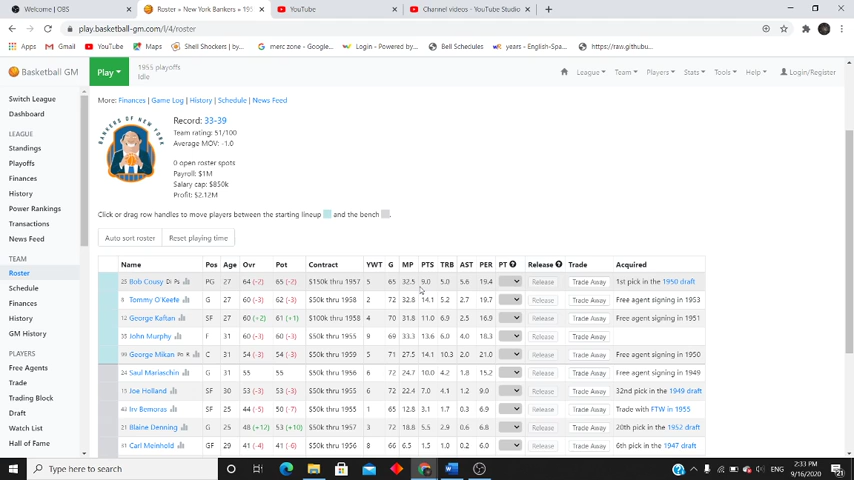 Welcome | OBS
Roster » New York Bankers » 195
YouTube
Channel videos - YouTube Studio
play.basketball-gm.com/l/4/roster
Apps
Gmail
YouTube
Maps
Shell Shockers | by...
merc zone - Google...
Login - Powered by...
Bell Schedules
years - English-Spa...
https://raw.githubu...
Basketball GM
Play
1955 playoffs
Idle
League
Team
Players
Stats
Tools
Help
Login/Register
Switch League
Dashboard
LEAGUE
Standings
Playoffs
Finances
History
Power Rankings
Transactions
News Feed
TEAM
Roster
Schedule
Finances
History
GM History
PLAYERS
Free Agents
Trade
Trading Block
Draft
Watch List
Hall of Fame
More: Finances | Game Log | History | Schedule | News Feed
BANKERS OF NEW YORK
Record: 33-39
Team rating: 51/100
Average MOV: -1.0
0 open roster spots
Payroll: $1M
Salary cap: $850k
Profit: $2.12M
Click or drag row handles to move players between the starting lineup and the bench .
Auto sort roster
Reset playing time
Name Pos Age Ovr Pot Contract YWT G MP PTS TRB AST PER PT Release Trade Acquired
25 Bob Cousy Di Ps PG 27 64 (-2) 65 (-2) $150k thru 1957 5 65 32.5 9.0 5.0 5.6 19.4 Release Trade Away 1st pick in the 1950 draft
Tommy O'Keefe G 27 60 (-3) 62 (-3) $50k thru 1958 2 72 32.8 14.1 5.2 2.7 19.7 Release Trade Away Free agent signing in 1953
12 George Kaftan SF 27 60 (+2) 61 (+1) $100k thru 1958 4 70 31.8 11.0 6.9 2.5 16.9 Release Trade Away Free agent signing in 1951
55 John Murphy F 31 60 (-3) 60 (-3) $50k thru 1955 9 69 33.3 13.6 6.0 4.0 18.3 Release Trade Away
99 George Mikan Po R C 31 54 (-3) 54 (-3) $50k thru 1959 5 71 27.5 14.1 10.3 2.0 21.0 Release Trade Away Free agent signing in 1950
24 Saul Mariaschin G 31 55 55 $50k thru 1955 6 72 24.7 10.0 4.2 1.8 15.2 Release Trade Away Free agent signing in 1949
15 Joe Holland SF 30 53 (-3) 53 (-3) $50k thru 1956 6 72 22.4 7.0 4.1 1.2 9.0 Release Trade Away 32nd pick in the 1949 draft
Irv Bemoras SF 25 44 (-5) 50 (-7) $50k thru 1955 1 65 12.8 3.1 1.7 0.3 6.9 Release Trade Away Trade with FTW in 1955
21 Blaine Denning G 25 48 (+12) 53 (+10) $50k thru 1957 3 72 18.8 5.5 2.9 0.6 6.8 Release Trade Away 20th pick in the 1952 draft
Carl Meinhold GF 29 41 (-4) 41 (-6) $50k thru 1958 8 66 6.5 1.5 1.0 0.2 6.0 Release Trade Away 6th pick in the 1947 draft
Type here to search
ENG
2:33 PM
9/16/2020